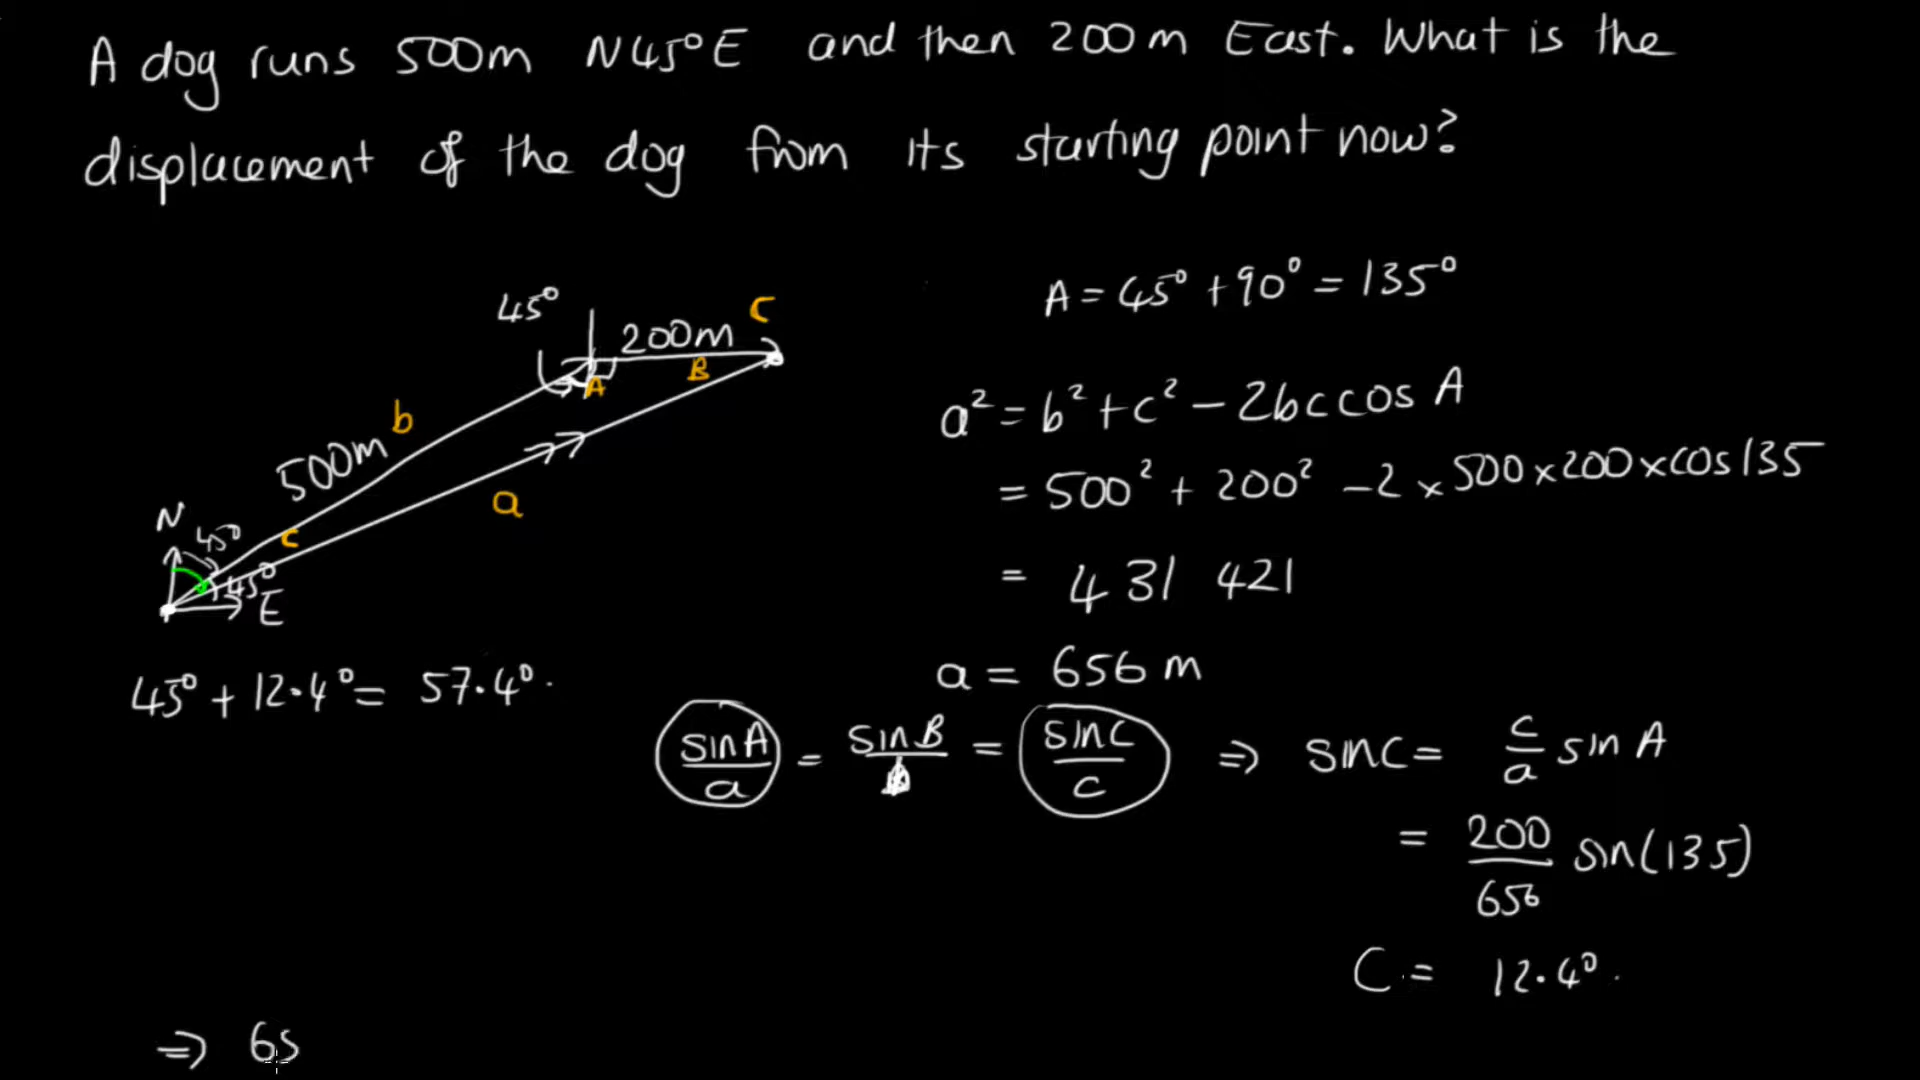 A dog runs 500m N45°E and then 200m East. What is the
displacement of the dog from its starting point now?
45°
200m
C
A
B
b
500m
a
N
45°
C
45°
E
45° + 12.4° = 57.4°.
A = 45° + 90° = 135°
a² = b² + c² - 2bc cos A
= 500² + 200² - 2 × 500 × 200 × cos 135
= 431 421
a = 656 m
sin A / a = sin B / b = sin C / c ⇒ sin C = c/a sin A
= 200/656 sin(135)
C = 12.4°.
⇒ 65